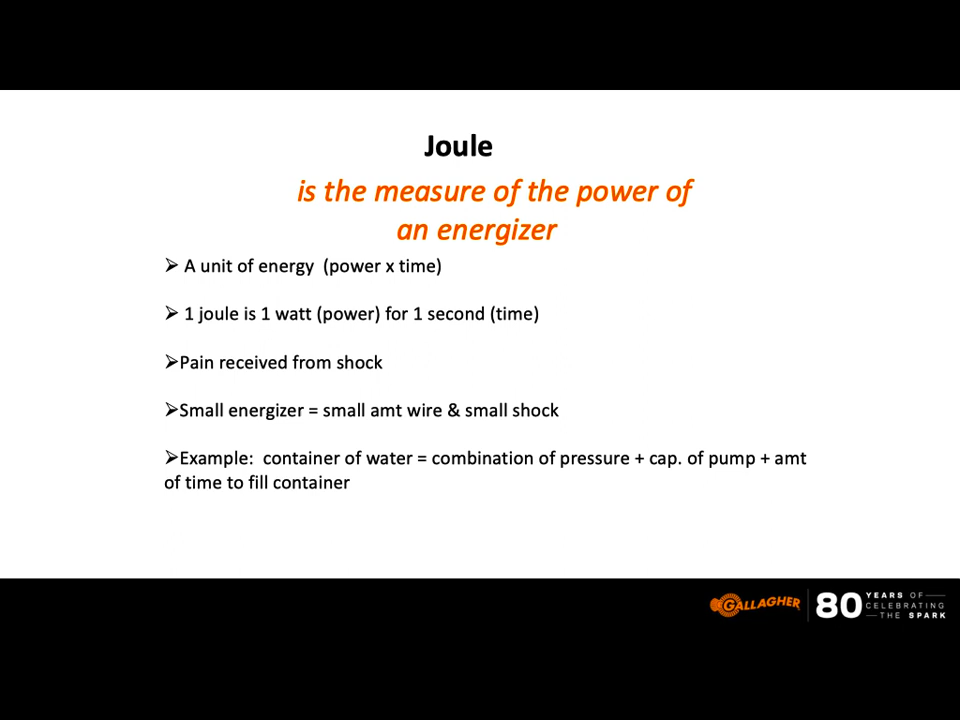 Joule
is the measure of the power of
an energizer
➢ A unit of energy  (power x time)
➢ 1 joule is 1 watt (power) for 1 second (time)
➢Pain received from shock
➢Small energizer = small amt wire & small shock
➢Example:  container of water = combination of pressure + cap. of pump + amt
of time to fill container
GALLAGHER
80
YEARS OF
CELEBRATING
THE SPARK